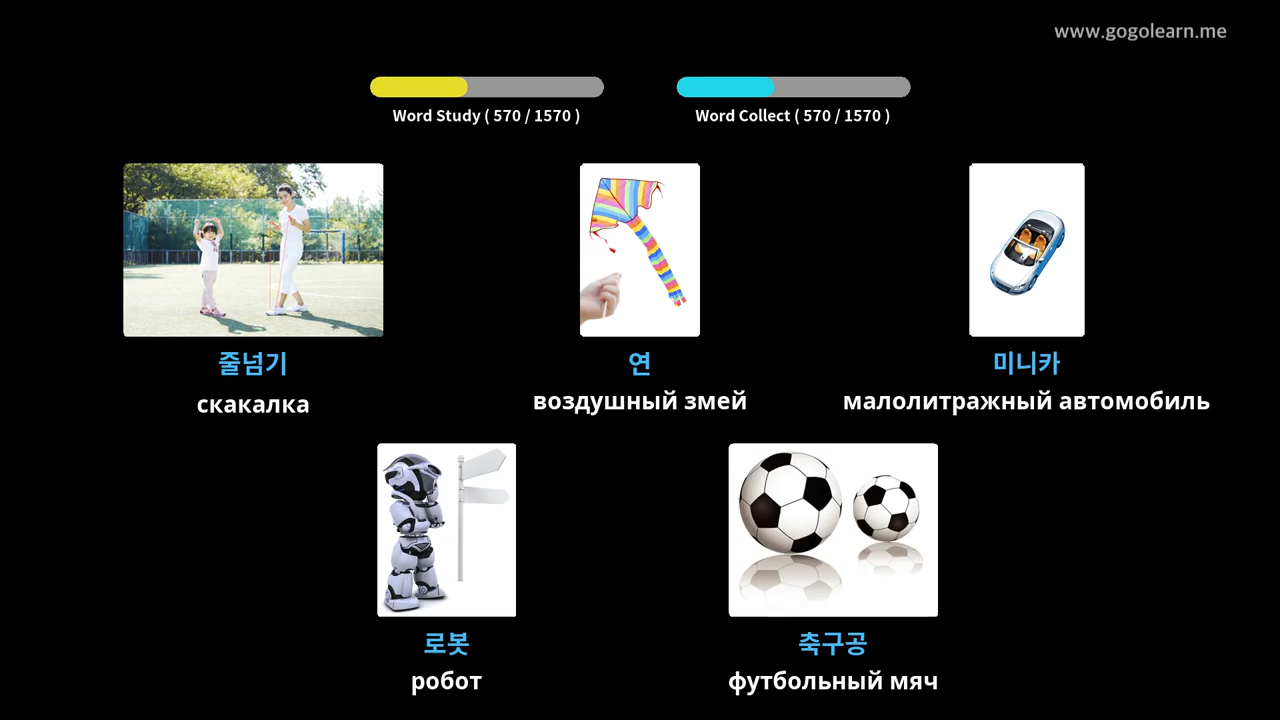 www.gogolearn.me
Word Study ( 570 / 1570 )
Word Collect ( 570 / 1570 )
줄넘기
скакалка
연
воздушный змей
미니카
малолитражный автомобиль
로봇
робот
축구공
футбольный мяч